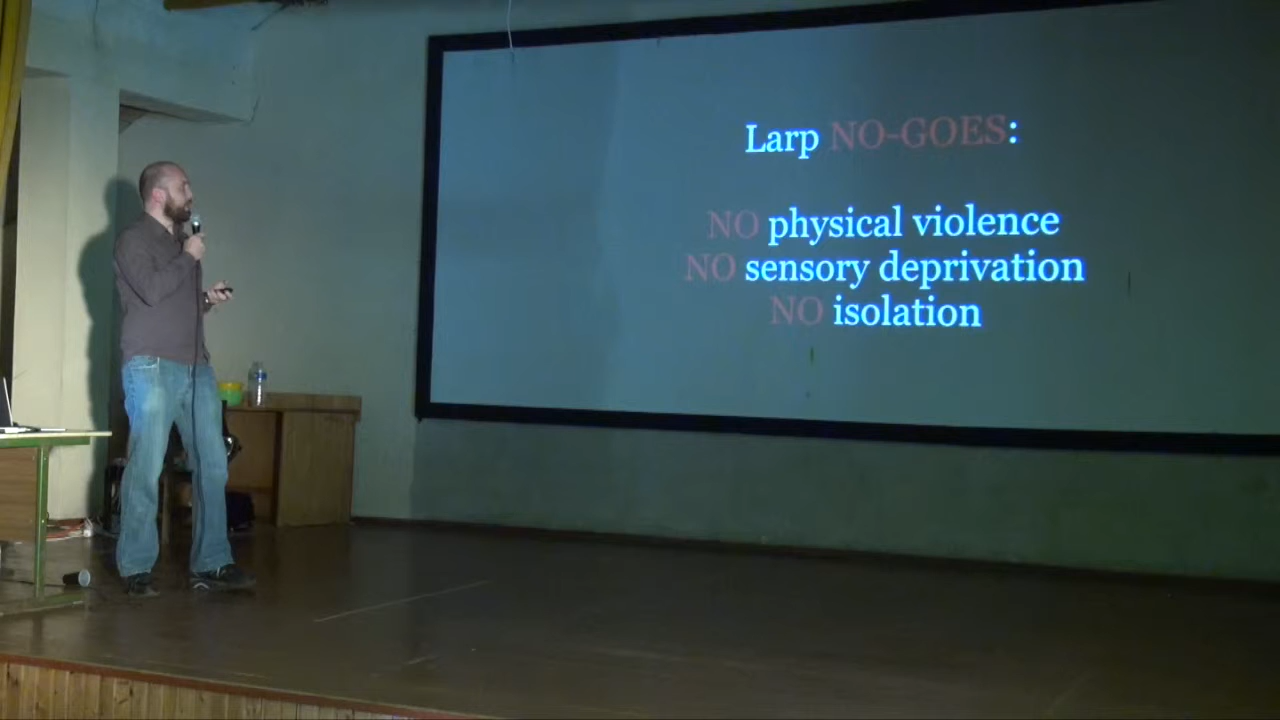 Larp NO-GOES:
NO physical violence
NO sensory deprivation
NO isolation